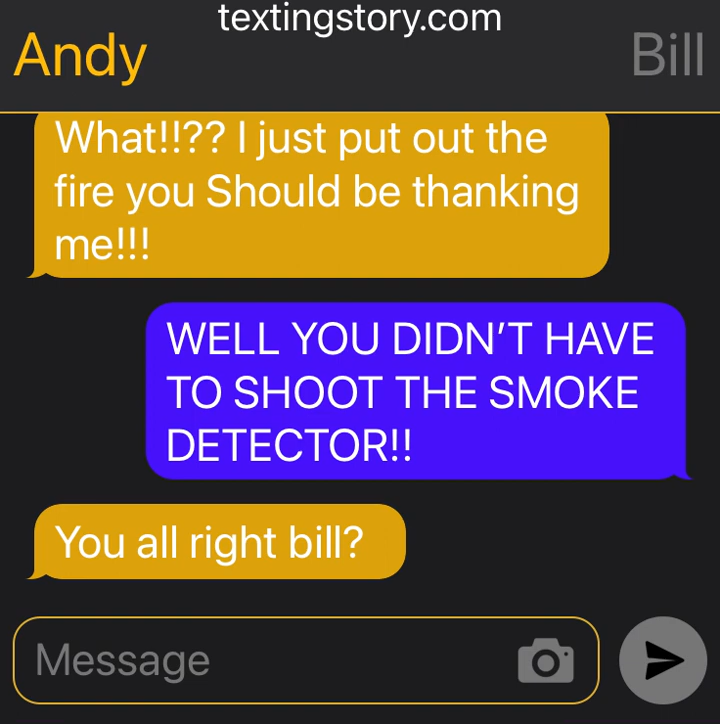 textingstory.com
Andy
Bill
What!!?? I just put out the
fire you Should be thanking
me!!!
WELL YOU DIDN’T HAVE
TO SHOOT THE SMOKE
DETECTOR!!
You all right bill?
Message